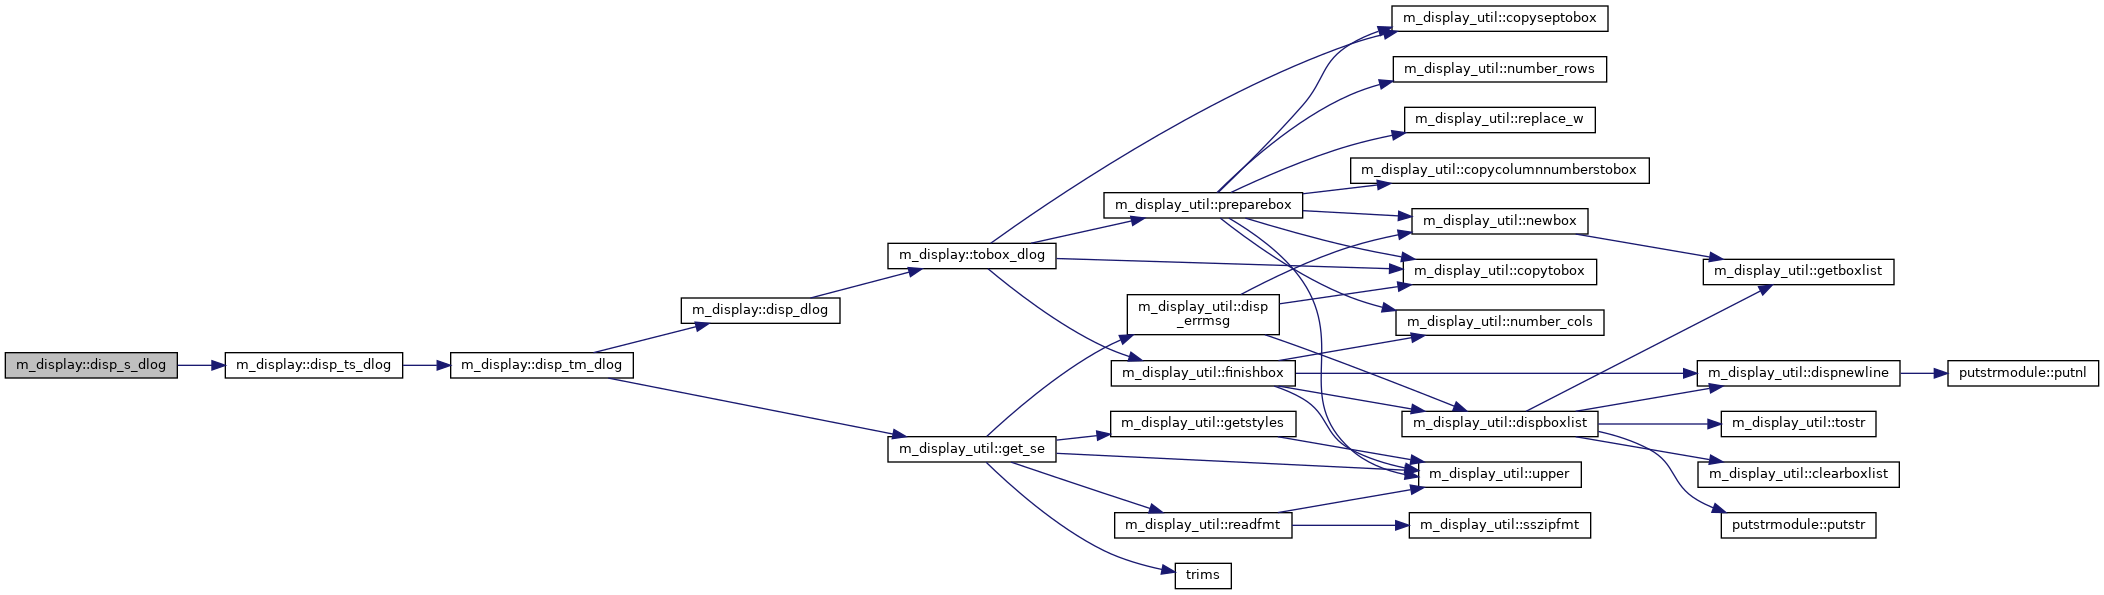 m_display::disp_s_dlog
m_display::disp_ts_dlog
m_display::disp_tm_dlog
m_display::disp_dlog
m_display_util::get_se
m_display::tobox_dlog
m_display_util::preparebox
m_display_util::disp
_errmsg
m_display_util::finishbox
m_display_util::getstyles
m_display_util::readfmt
trims
m_display_util::copyseptobox
m_display_util::number_rows
m_display_util::replace_w
m_display_util::copycolumnnumberstobox
m_display_util::newbox
m_display_util::copytobox
m_display_util::number_cols
m_display_util::dispboxlist
m_display_util::upper
m_display_util::sszipfmt
m_display_util::getboxlist
m_display_util::dispnewline
m_display_util::tostr
m_display_util::clearboxlist
putstrmodule::putstr
putstrmodule::putnl